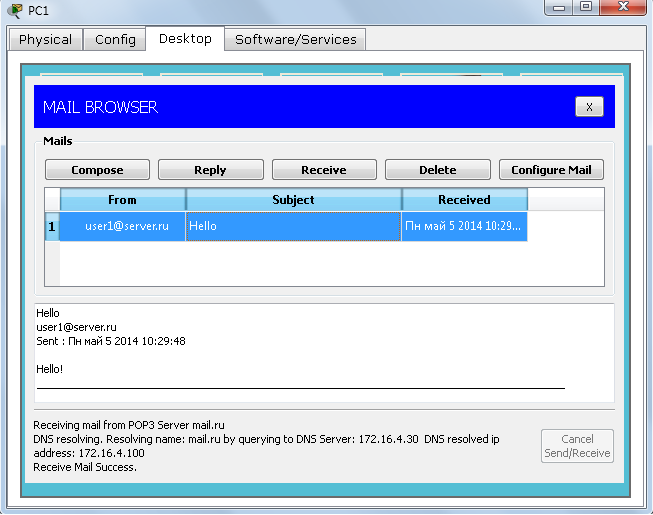 PC1
Physical Config Desktop Software/Services
MAIL BROWSER X
Mails
Compose Reply Receive Delete Configure Mail
From Subject Received
1 user1@server.ru Hello Пн май 5 2014 10:29...
Hello
user1@server.ru
Sent : Пн май 5 2014 10:29:48
Hello!
Receiving mail from POP3 Server mail.ru
DNS resolving. Resolving name: mail.ru by querying to DNS Server: 172.16.4.30 DNS resolved ip
address: 172.16.4.100
Receive Mail Success.
Cancel
Send/Receive